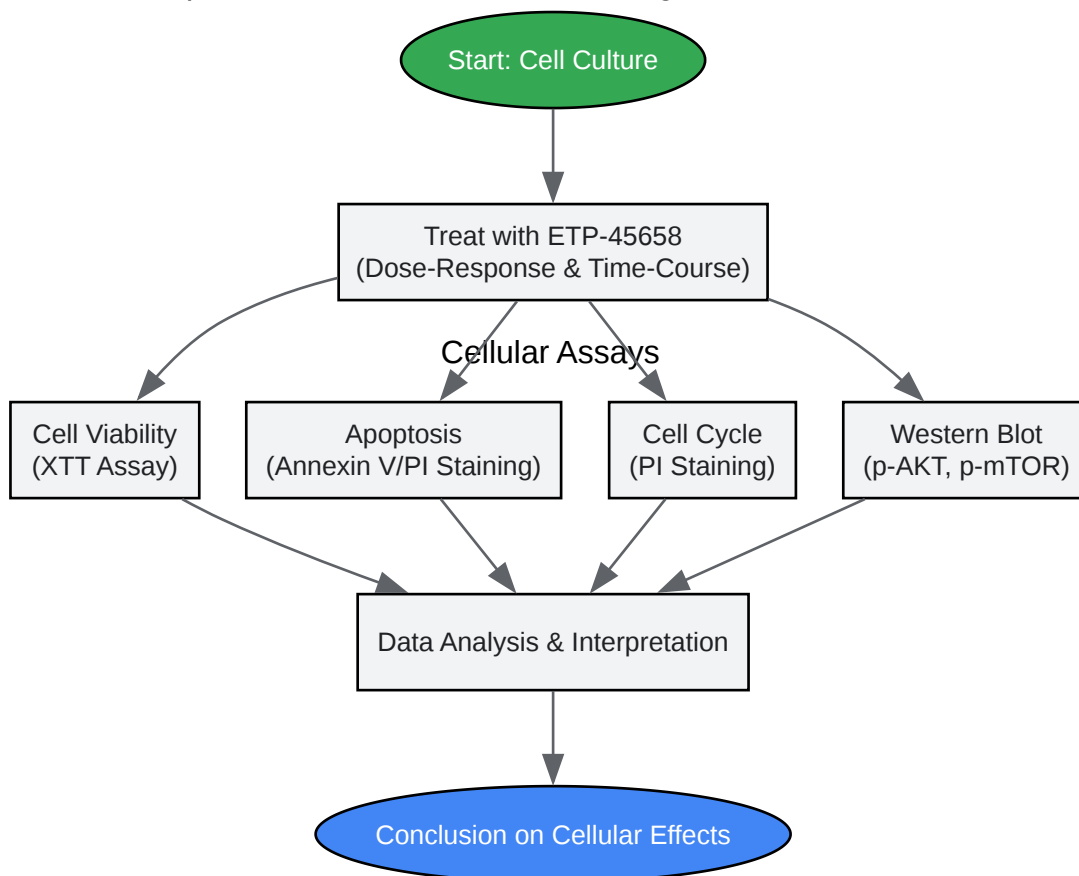 Start: Cell Culture
Treat with ETP-45658
(Dose-Response & Time-Course)
Cellular Assays
Cell Viability
(XTT Assay)
Apoptosis
(Annexin V/PI Staining)
Cell Cycle
(PI Staining)
Western Blot
(p-AKT, p-mTOR)
Data Analysis & Interpretation
Conclusion on Cellular Effects